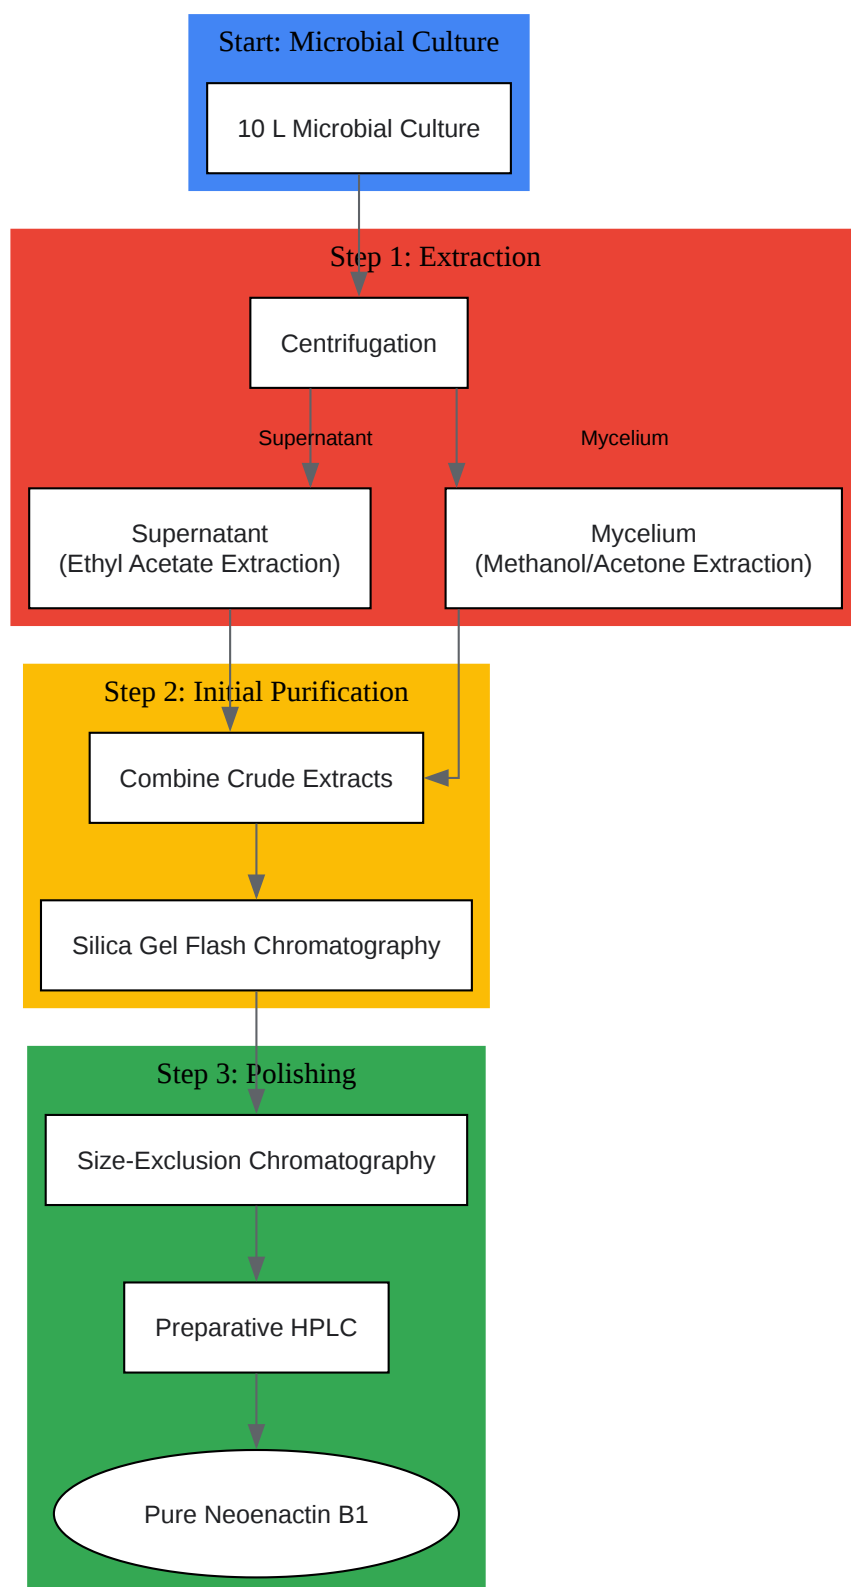 Start: Microbial Culture
10 L Microbial Culture
Step 1: Extraction
Centrifugation
Supernatant
Mycelium
Supernatant
(Ethyl Acetate Extraction)
Mycelium
(Methanol/Acetone Extraction)
Step 2: Initial Purification
Combine Crude Extracts
Silica Gel Flash Chromatography
Step 3: Polishing
Size-Exclusion Chromatography
Preparative HPLC
Pure Neoenactin B1